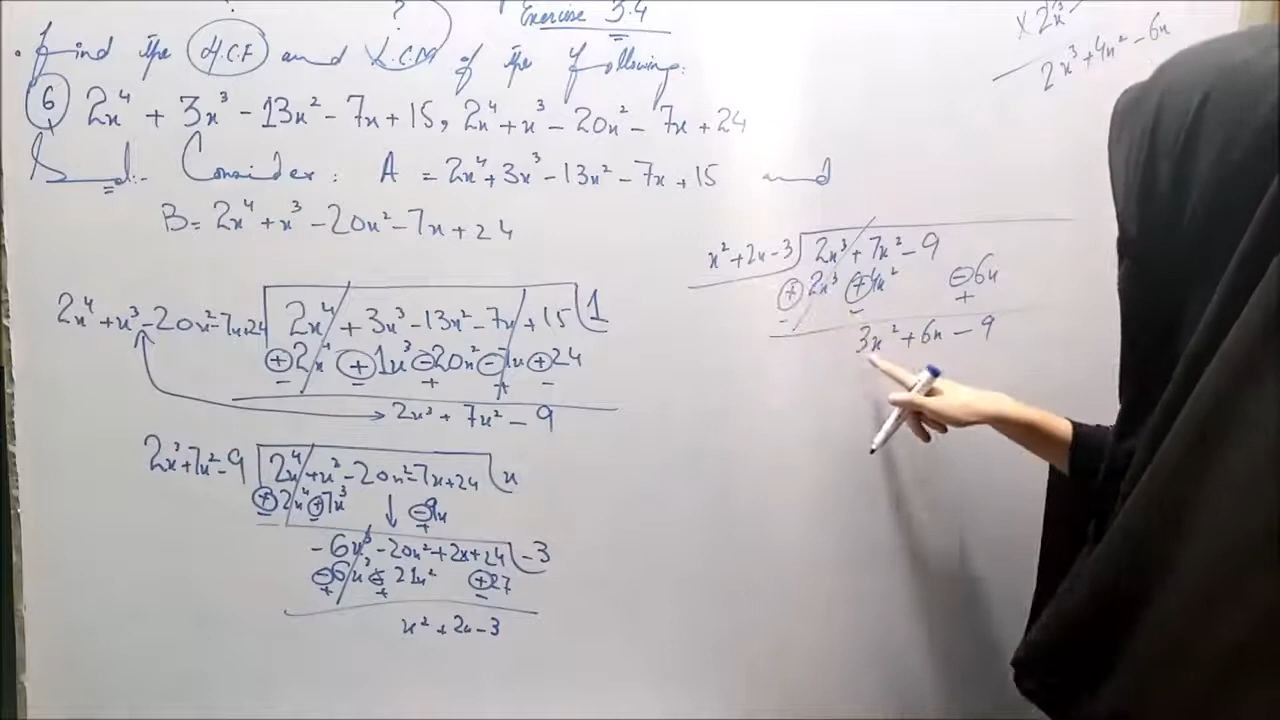 Exercise 3.4
• Find the H.C.F and L.C.M of the following.
⑥ 2x⁴ + 3x³ - 13x² - 7x + 15, 2x⁴ + x³ - 20x² - 7x + 24
Sol:- Consider: A = 2x⁴ + 3x³ - 13x² - 7x + 15 and
B = 2x⁴ + x³ - 20x² - 7x + 24
2x⁴ + x³ - 20x² - 7x + 24 2x⁴ + 3x³ - 13x² - 7x + 15 1
⊕2x⁴ ⊕1x³ ⊖20x² ⊖7x ⊕24
- - + + -
2x³ + 7x² - 9
2x³ + 7x² - 9 2x⁴ + x³ - 20x² - 7x + 24 x
⊕2x⁴ ⊕7x³ ↓ ⊖9x
- - +
-6x³ - 20x² + 2x + 24 -3
⊖6x³ ⊖21x² ⊕27
+ + -
x² + 2x - 3
× 2x
2x³ + 4x² - 6x
x² + 2x - 3 2x³ + 7x² - 9
⊕2x³ ⊕4x² ⊖6x
- - +
3x² + 6x - 9